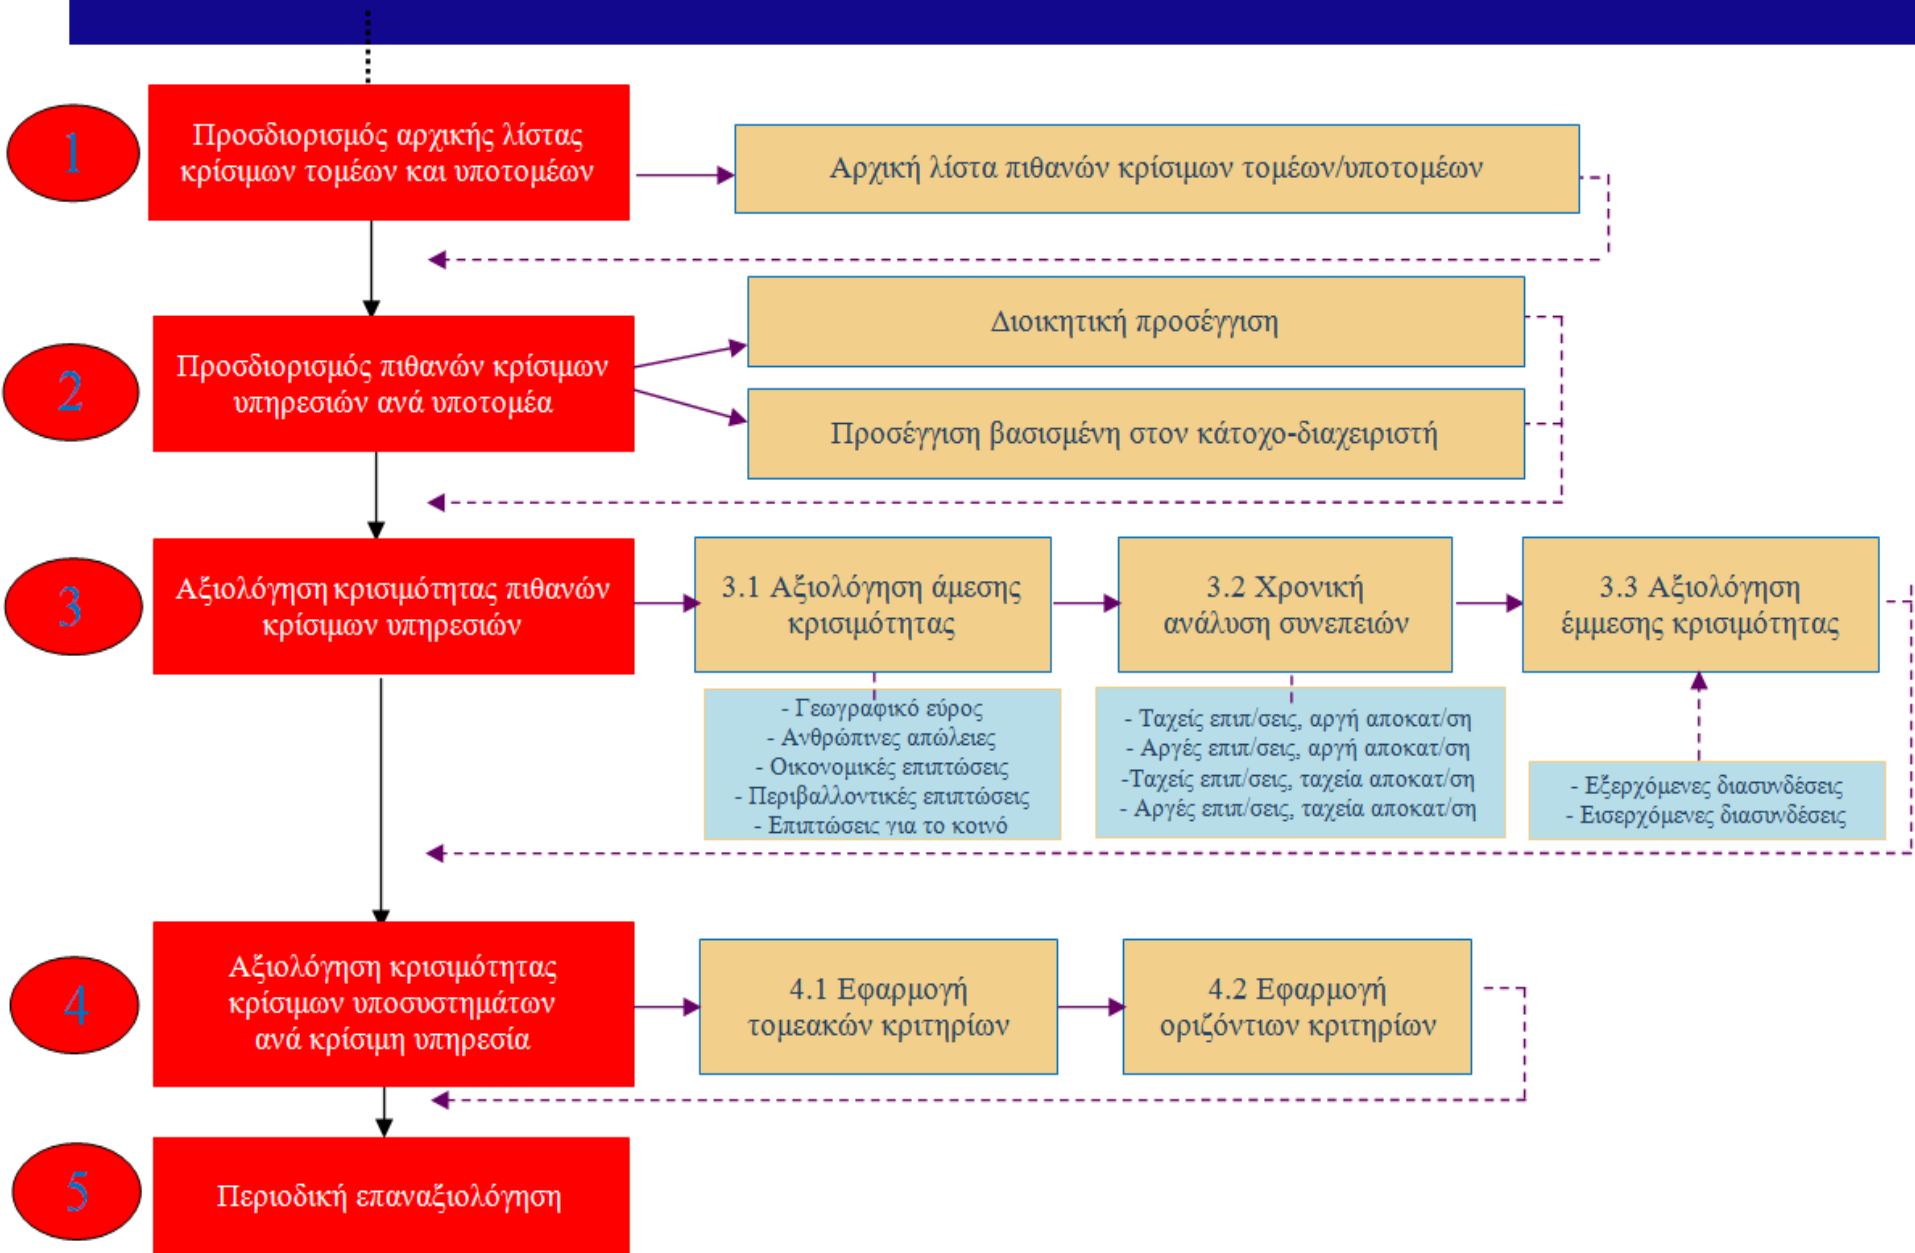 1
Προσδιορισμός αρχικής λίστας
κρίσιμων τομέων και υποτομέων
Αρχική λίστα πιθανών κρίσιμων τομέων/υποτομέων
2
Προσδιορισμός πιθανών κρίσιμων
υπηρεσιών ανά υποτομέα
Διοικητική προσέγγιση
Προσέγγιση βασισμένη στον κάτοχο-διαχειριστή
3
Αξιολόγηση κρισιμότητας πιθανών
κρίσιμων υπηρεσιών
3.1 Αξιολόγηση άμεσης
κρισιμότητας
3.2 Χρονική
ανάλυση συνεπειών
3.3 Αξιολόγηση
έμμεσης κρισιμότητας
- Γεωγραφικό εύρος
- Ανθρώπινες απώλειες
- Οικονομικές επιπτώσεις
- Περιβαλλοντικές επιπτώσεις
- Επιπτώσεις για το κοινό
- Ταχείς επιπ/σεις, αργή αποκατ/ση
- Αργές επιπ/σεις, αργή αποκατ/ση
-Ταχείς επιπ/σεις, ταχεία αποκατ/ση
- Αργές επιπ/σεις, ταχεία αποκατ/ση
- Εξερχόμενες διασυνδέσεις
- Εισερχόμενες διασυνδέσεις
4
Αξιολόγηση κρισιμότητας
κρίσιμων υποσυστημάτων
ανά κρίσιμη υπηρεσία
4.1 Εφαρμογή
τομεακών κριτηρίων
4.2 Εφαρμογή
οριζόντιων κριτηρίων
5
Περιοδική επαναξιολόγηση